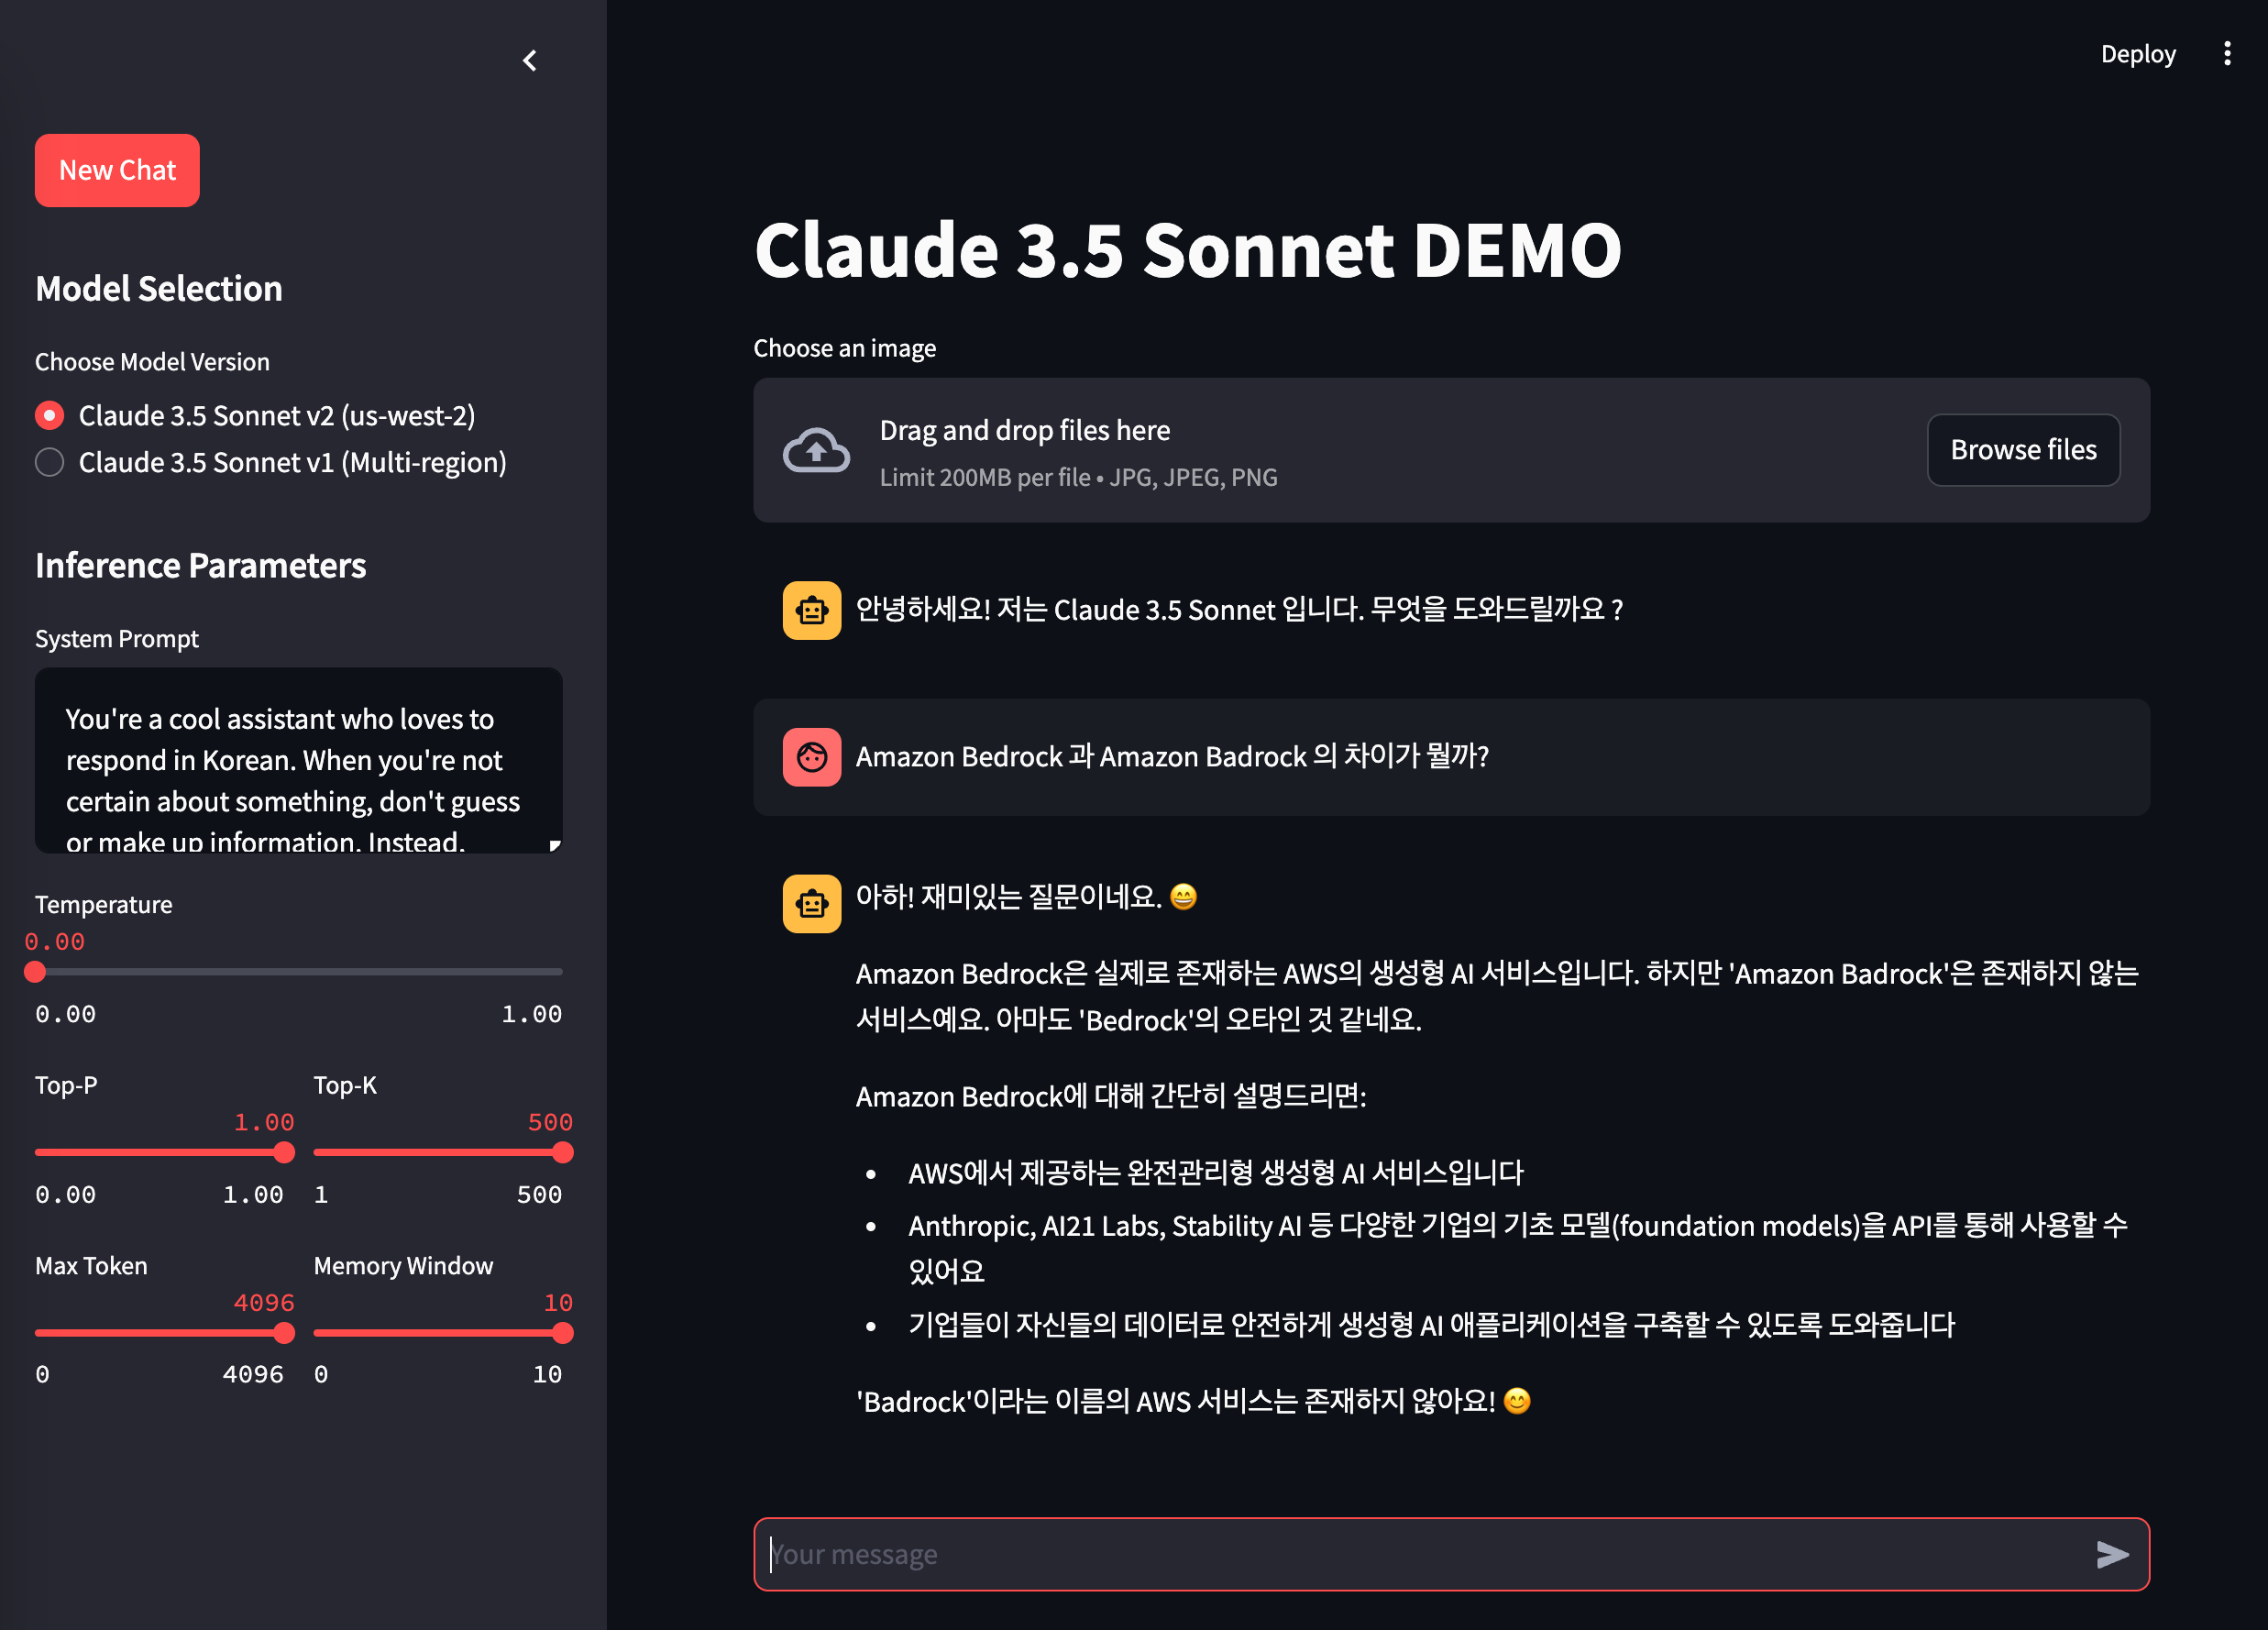 Deploy
New Chat
Model Selection
Choose Model Version
Claude 3.5 Sonnet v2 (us-west-2)
Claude 3.5 Sonnet v1 (Multi-region)
Inference Parameters
System Prompt
You're a cool assistant who loves to
respond in Korean. When you're not
certain about something, don't guess
or make up information. Instead,
Temperature
0.00
0.00 1.00
Top-P Top-K
1.00 500
0.00 1.00 1 500
Max Token Memory Window
4096 10
0 4096 0 10
Claude 3.5 Sonnet DEMO
Choose an image
Drag and drop files here
Limit 200MB per file • JPG, JPEG, PNG
Browse files
안녕하세요! 저는 Claude 3.5 Sonnet 입니다. 무엇을 도와드릴까요 ?
Amazon Bedrock 과 Amazon Badrock 의 차이가 뭘까?
아하! 재미있는 질문이네요. 😄
Amazon Bedrock은 실제로 존재하는 AWS의 생성형 AI 서비스입니다. 하지만 'Amazon Badrock'은 존재하지 않는
서비스예요. 아마도 'Bedrock'의 오타인 것 같네요.
Amazon Bedrock에 대해 간단히 설명드리면:
• AWS에서 제공하는 완전관리형 생성형 AI 서비스입니다
• Anthropic, AI21 Labs, Stability AI 등 다양한 기업의 기초 모델(foundation models)을 API를 통해 사용할 수
있어요
• 기업들이 자신들의 데이터로 안전하게 생성형 AI 애플리케이션을 구축할 수 있도록 도와줍니다
'Badrock'이라는 이름의 AWS 서비스는 존재하지 않아요! 😊
Your message